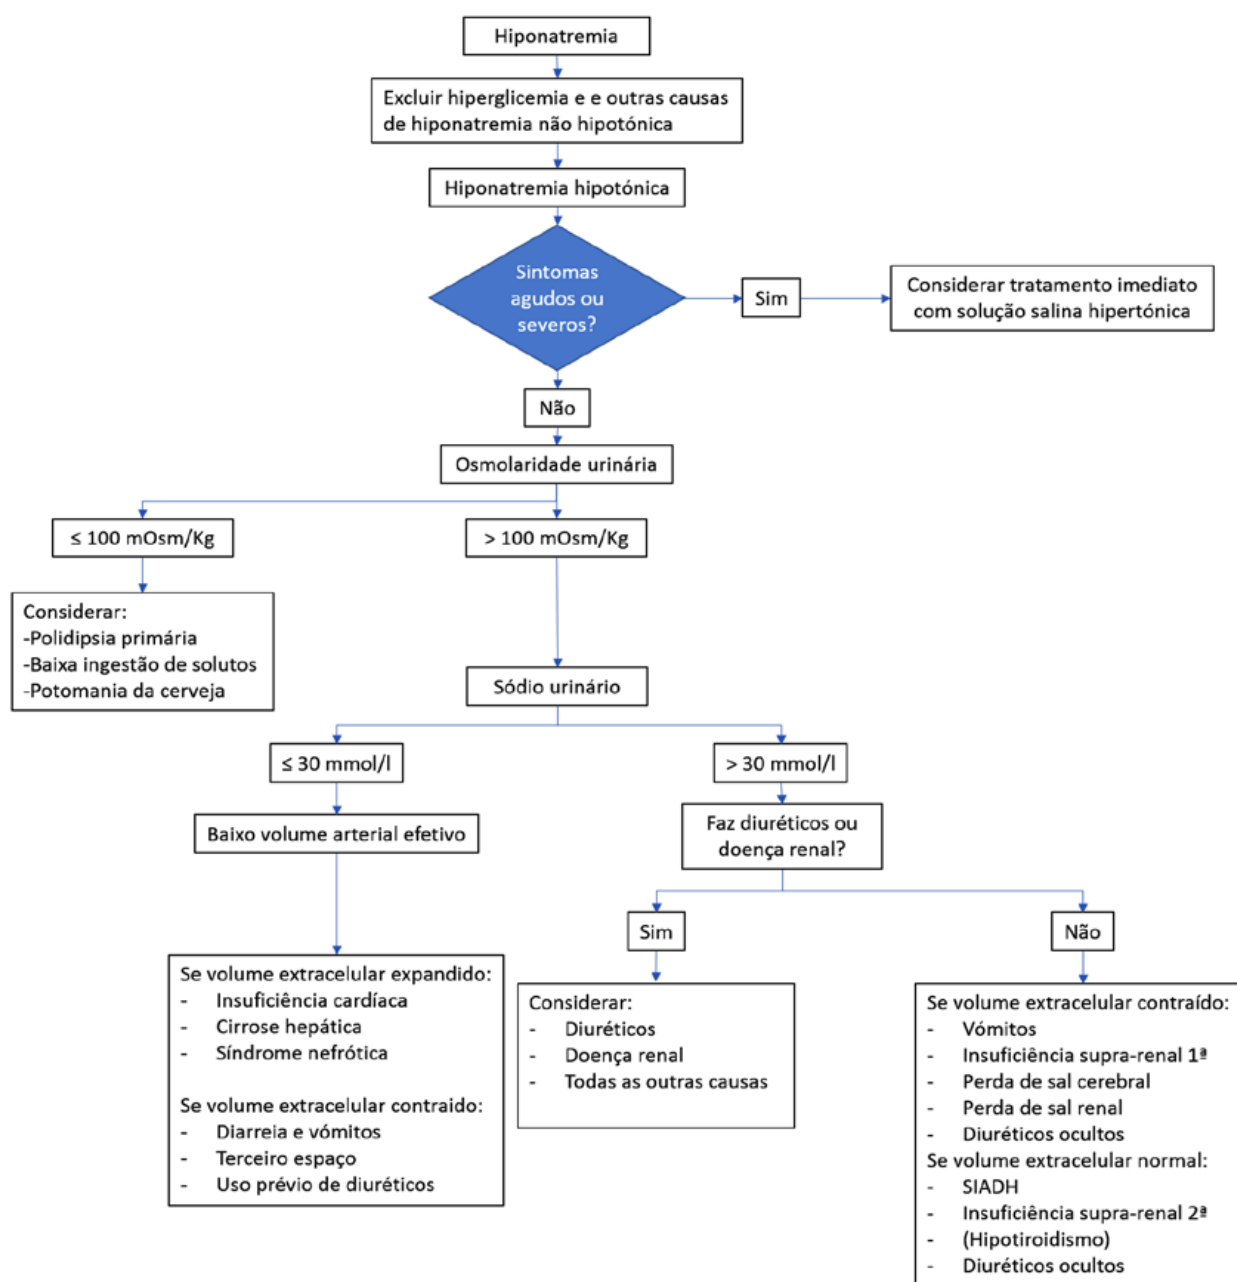 Hiponatremia
Excluir hiperglicemia e e outras causas
de hiponatremia não hipotónica
Hiponatremia hipotónica
Sintomas
agudos ou
severos?
Sim
Considerar tratamento imediato
com solução salina hipertónica
Não
Osmolaridade urinária
≤ 100 mOsm/Kg
> 100 mOsm/Kg
Considerar:
-Polidipsia primária
-Baixa ingestão de solutos
-Potomania da cerveja
Sódio urinário
≤ 30 mmol/l
> 30 mmol/l
Baixo volume arterial efetivo
Faz diuréticos ou
doença renal?
Sim
Não
Se volume extracelular expandido:
- Insuficiência cardíaca
- Cirrose hepática
- Síndrome nefrótica
Se volume extracelular contraido:
- Diarreia e vómitos
- Terceiro espaço
- Uso prévio de diuréticos
Considerar:
- Diuréticos
- Doença renal
- Todas as outras causas
Se volume extracelular contraído:
- Vómitos
- Insuficiência supra-renal 1ª
- Perda de sal cerebral
- Perda de sal renal
- Diuréticos ocultos
Se volume extracelular normal:
- SIADH
- Insuficiência supra-renal 2ª
- (Hipotiroidismo)
- Diuréticos ocultos